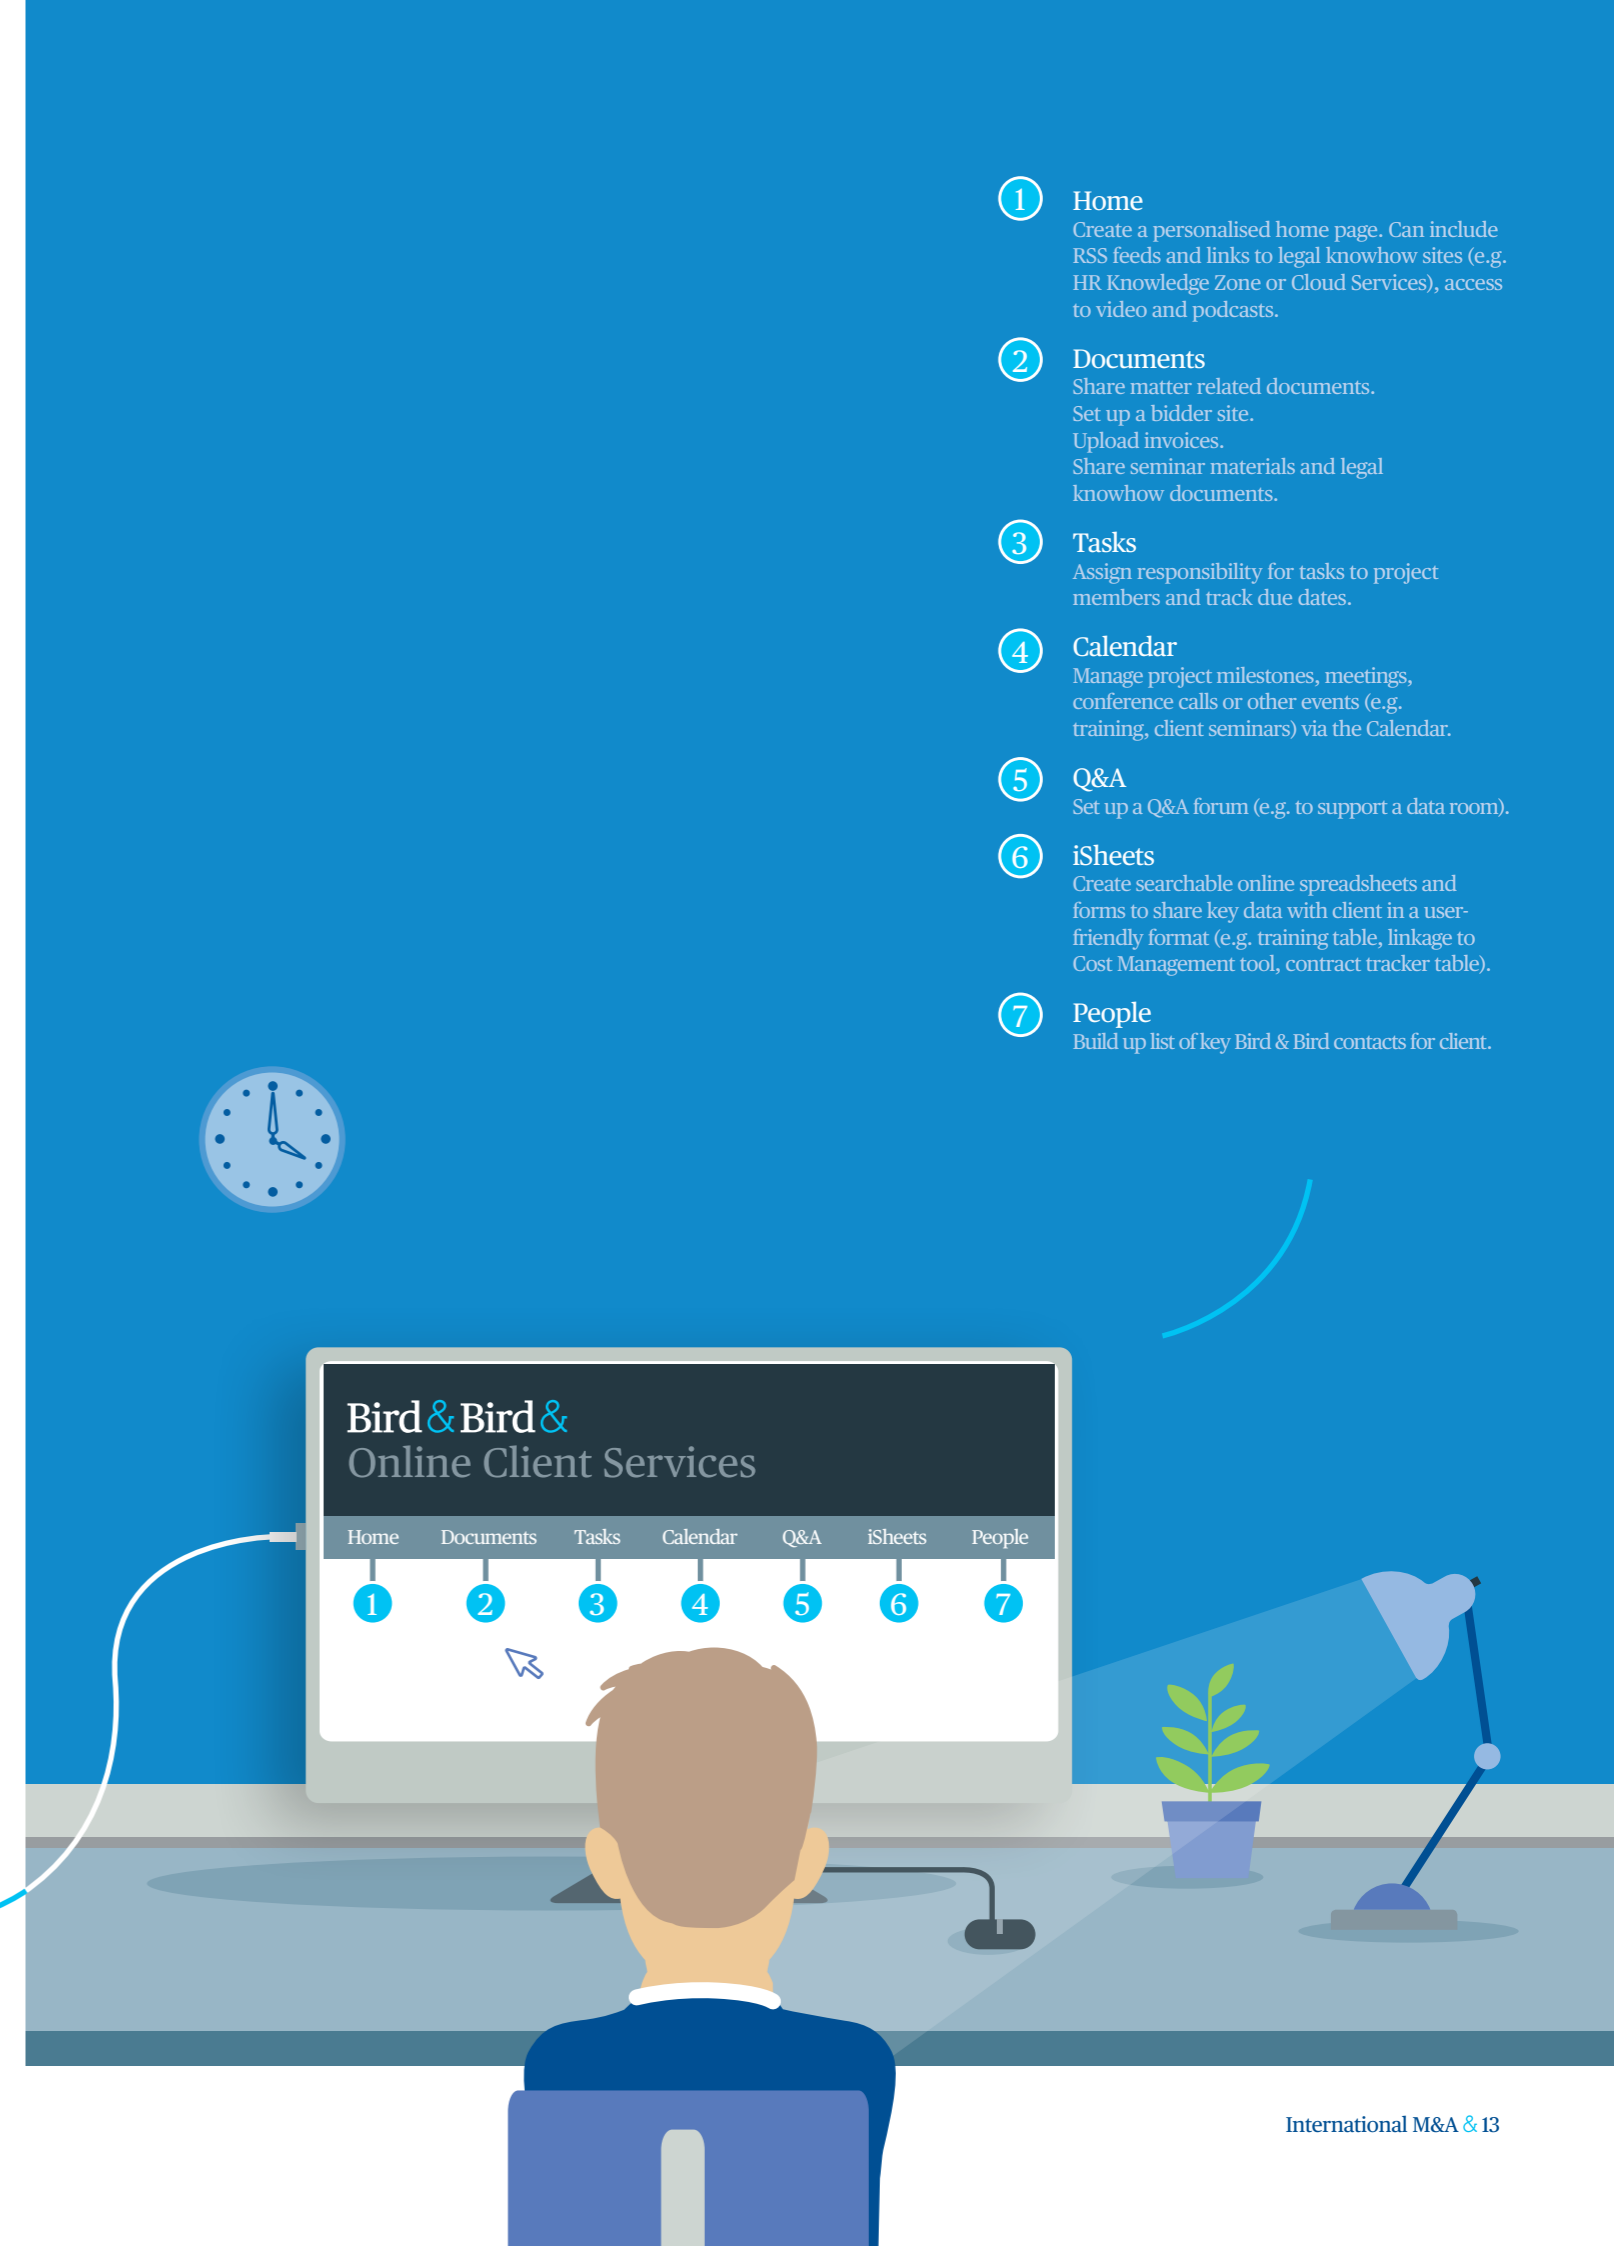 1 Home
Create a personalised home page. Can include
RSS feeds and links to legal knowhow sites (e.g.
HR Knowledge Zone or Cloud Services), access
to video and podcasts.
2 Documents
Share matter related documents.
Set up a bidder site.
Upload invoices.
Share seminar materials and legal
knowhow documents.
3 Tasks
Assign responsibility for tasks to project
members and track due dates.
4 Calendar
Manage project milestones, meetings,
conference calls or other events (e.g.
training, client seminars) via the Calendar.
5 Q&A
Set up a Q&A forum (e.g. to support a data room).
6 iSheets
Create searchable online spreadsheets and
forms to share key data with client in a user-
friendly format (e.g. training table, linkage to
Cost Management tool, contract tracker table).
7 People
Build up list of key Bird & Bird contacts for client.
Bird & Bird &
Online Client Services
Home Documents Tasks Calendar Q&A iSheets People
1 2 3 4 5 6 7
International M&A & 13